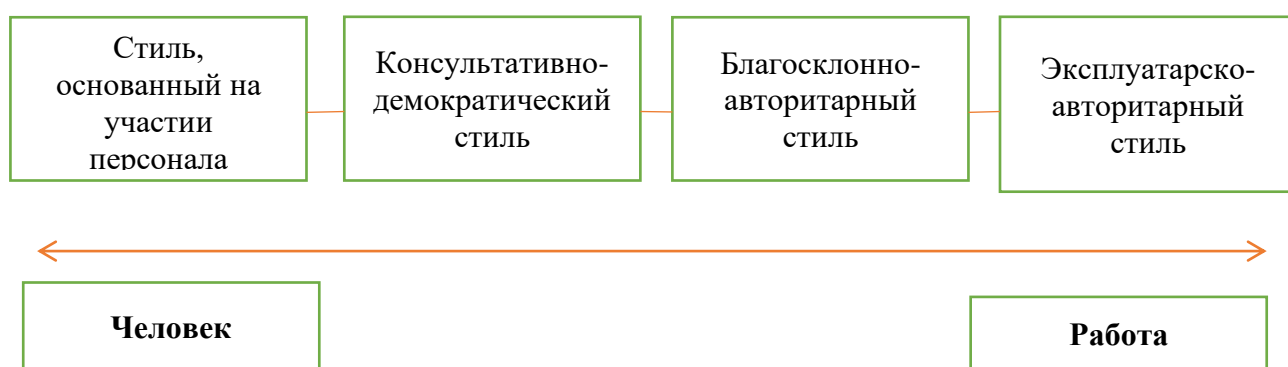 Стиль,
основанный на
участии
персонала
Консультативно-
демократический
стиль
Благосклонно-
авторитарный
стиль
Эксплуатарско-
авторитарный
стиль
Человек
Работа